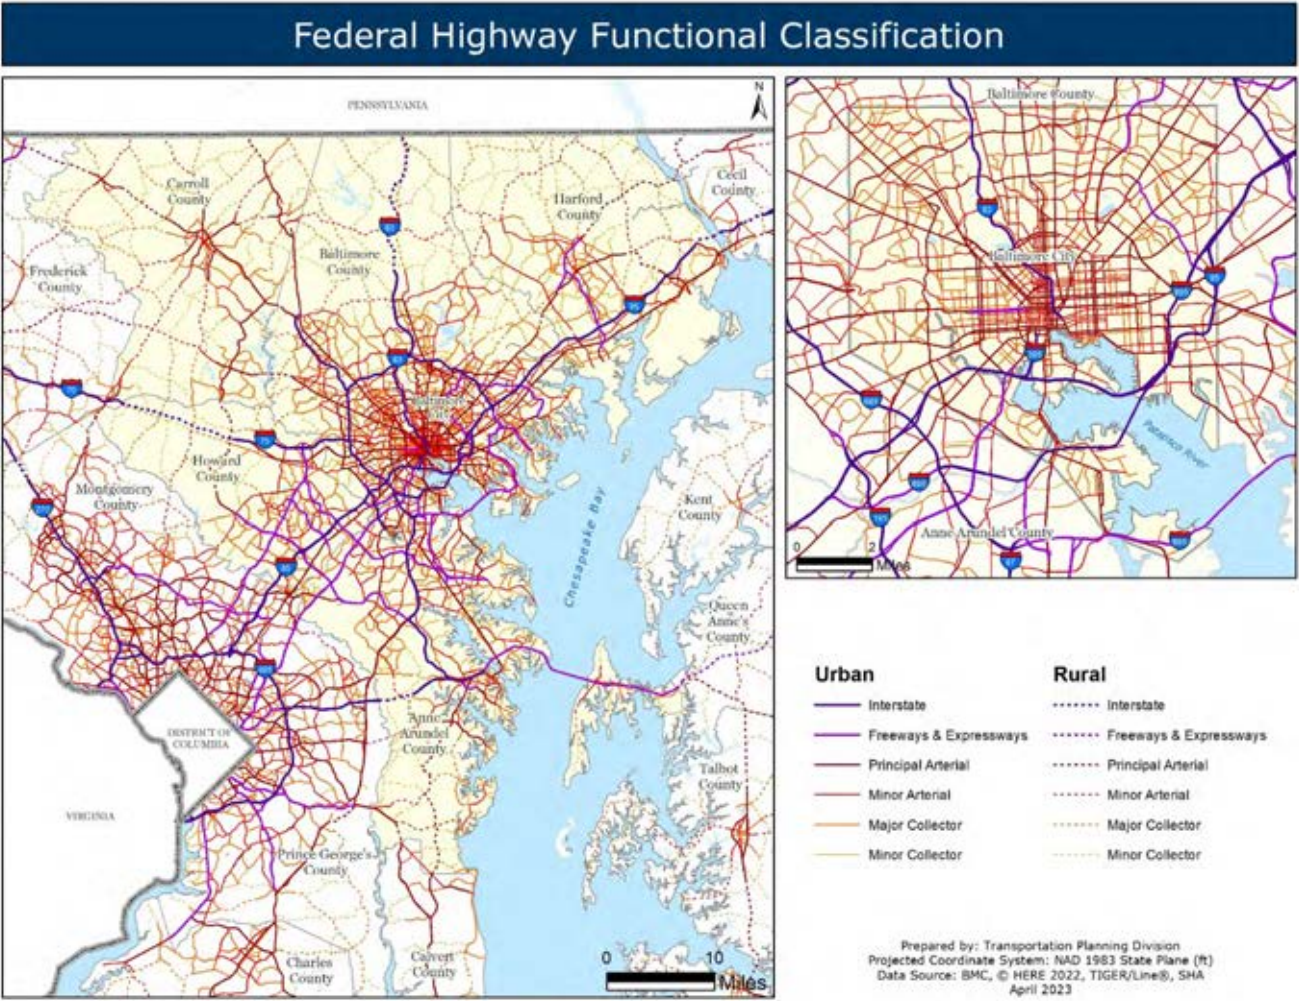 Federal Highway Functional Classification
PENNSYLVANIA
N
Carroll
County
Cecil
County
Harford
County
Baltimore
County
Frederick
County
Baltimore
City
Howard
County
Montgomery
County
Kent
County
Chesapeake Bay
Queen
Anne's
County
DISTRICT OF
COLUMBIA
Anne
Arundel
County
Talbot
County
VIRGINIA
Prince George's
County
Charles
County
Calvert
County
0 10
Miles
Baltimore County
Baltimore City
Patapsco River
Anne Arundel County
0 2
Miles
Urban
Interstate
Freeways & Expressways
Principal Arterial
Minor Arterial
Major Collector
Minor Collector
Rural
Interstate
Freeways & Expressways
Principal Arterial
Minor Arterial
Major Collector
Minor Collector
Prepared by: Transportation Planning Division
Projected Coordinate System: NAD 1983 State Plane (ft)
Data Source: BMC, © HERE 2022, TIGER/Line®, SHA
April 2023